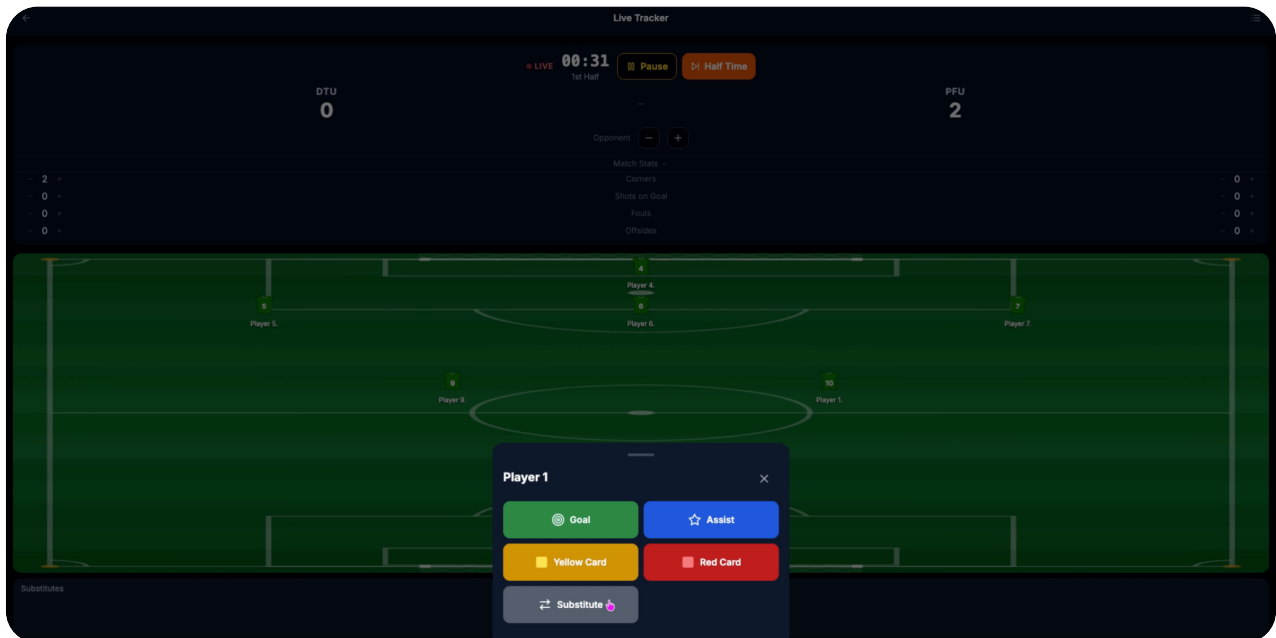 Live Tracker
LIVE 00:31 Pause Half Time
1st Half
DTU PFU
0 – 2
Opponent − +
Match Stats
− 2 + Corners − 0 +
− 0 + Shots on Goal − 0 +
− 0 + Fouls − 0 +
− 0 + Offsides − 0 +
4
Player 4.
5 6 7
Player 5. Player 6. Player 7.
9 10
Player 9. Player 1.
Player 1
Goal Assist
Yellow Card Red Card
Substitutes
Substitute